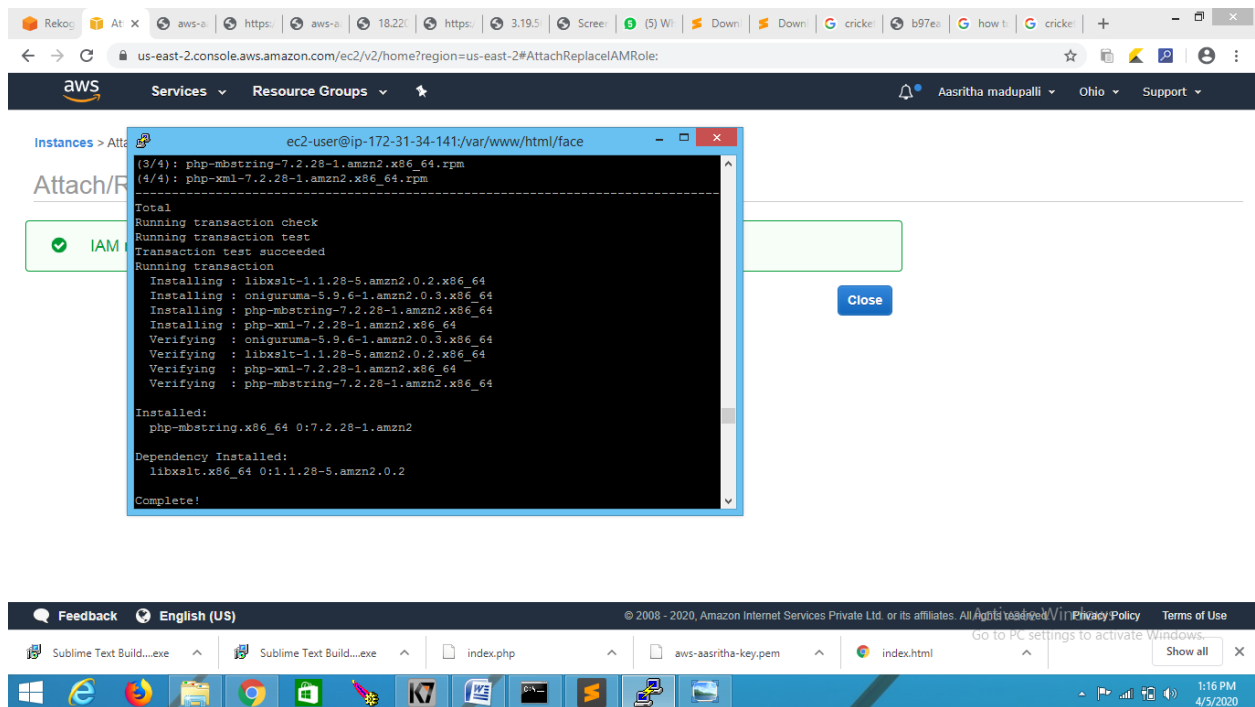 Rekog At aws-a https:/ aws-a 18.220 https:/ 3.19.5 Screen (5) Wh Downl Downl cricket b97ea how to cricket
us-east-2.console.aws.amazon.com/ec2/v2/home?region=us-east-2#AttachReplaceIAMRole:
aws Services Resource Groups Aasritha madupalli Ohio Support
Instances > Atta
ec2-user@ip-172-31-34-141:/var/www/html/face
Attach/R
IAM
(3/4): php-mbstring-7.2.28-1.amzn2.x86_64.rpm
(4/4): php-xml-7.2.28-1.amzn2.x86_64.rpm
--------------------------------------------------------------------------------
Total
Running transaction check
Running transaction test
Transaction test succeeded
Running transaction
Installing : libxslt-1.1.28-5.amzn2.0.2.x86_64
Installing : oniguruma-5.9.6-1.amzn2.0.3.x86_64
Installing : php-mbstring-7.2.28-1.amzn2.x86_64
Installing : php-xml-7.2.28-1.amzn2.x86_64
Verifying : oniguruma-5.9.6-1.amzn2.0.3.x86_64
Verifying : libxslt-1.1.28-5.amzn2.0.2.x86_64
Verifying : php-xml-7.2.28-1.amzn2.x86_64
Verifying : php-mbstring-7.2.28-1.amzn2.x86_64
Installed:
php-mbstring.x86_64 0:7.2.28-1.amzn2
Dependency Installed:
libxslt.x86_64 0:1.1.28-5.amzn2.0.2
Complete!
Close
Feedback English (US) © 2008 - 2020, Amazon Internet Services Private Ltd. or its affiliates. All rights reserved. Privacy Policy Terms of Use
Activate Windows
Go to PC settings to activate Windows.
Sublime Text Build....exe Sublime Text Build....exe index.php aws-aasritha-key.pem index.html Show all
K7 1:16 PM
4/5/2020